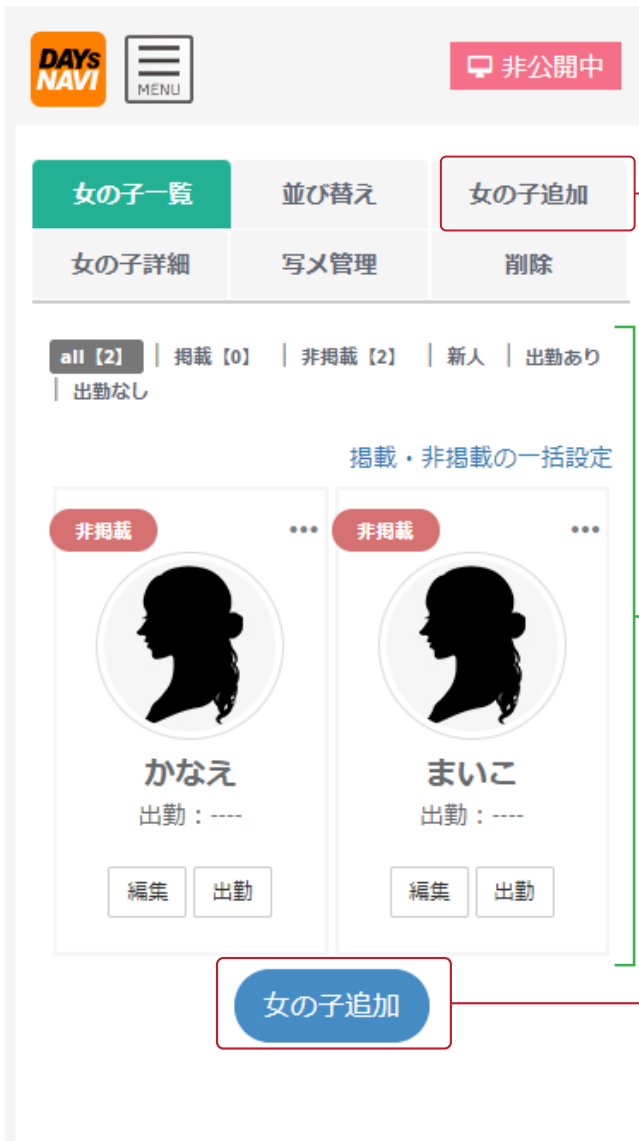 DAYs
NAVI
MENU
非公開中
女の子一覧 並び替え 女の子追加
女の子詳細 写メ管理 削除
all【2】 | 掲載【0】 | 非掲載【2】 | 新人 | 出勤あり
| 出勤なし
掲載・非掲載の一括設定
非掲載 ••• 非掲載 •••
かなえ まいこ
出勤：---- 出勤：----
編集 出勤 編集 出勤
女の子追加